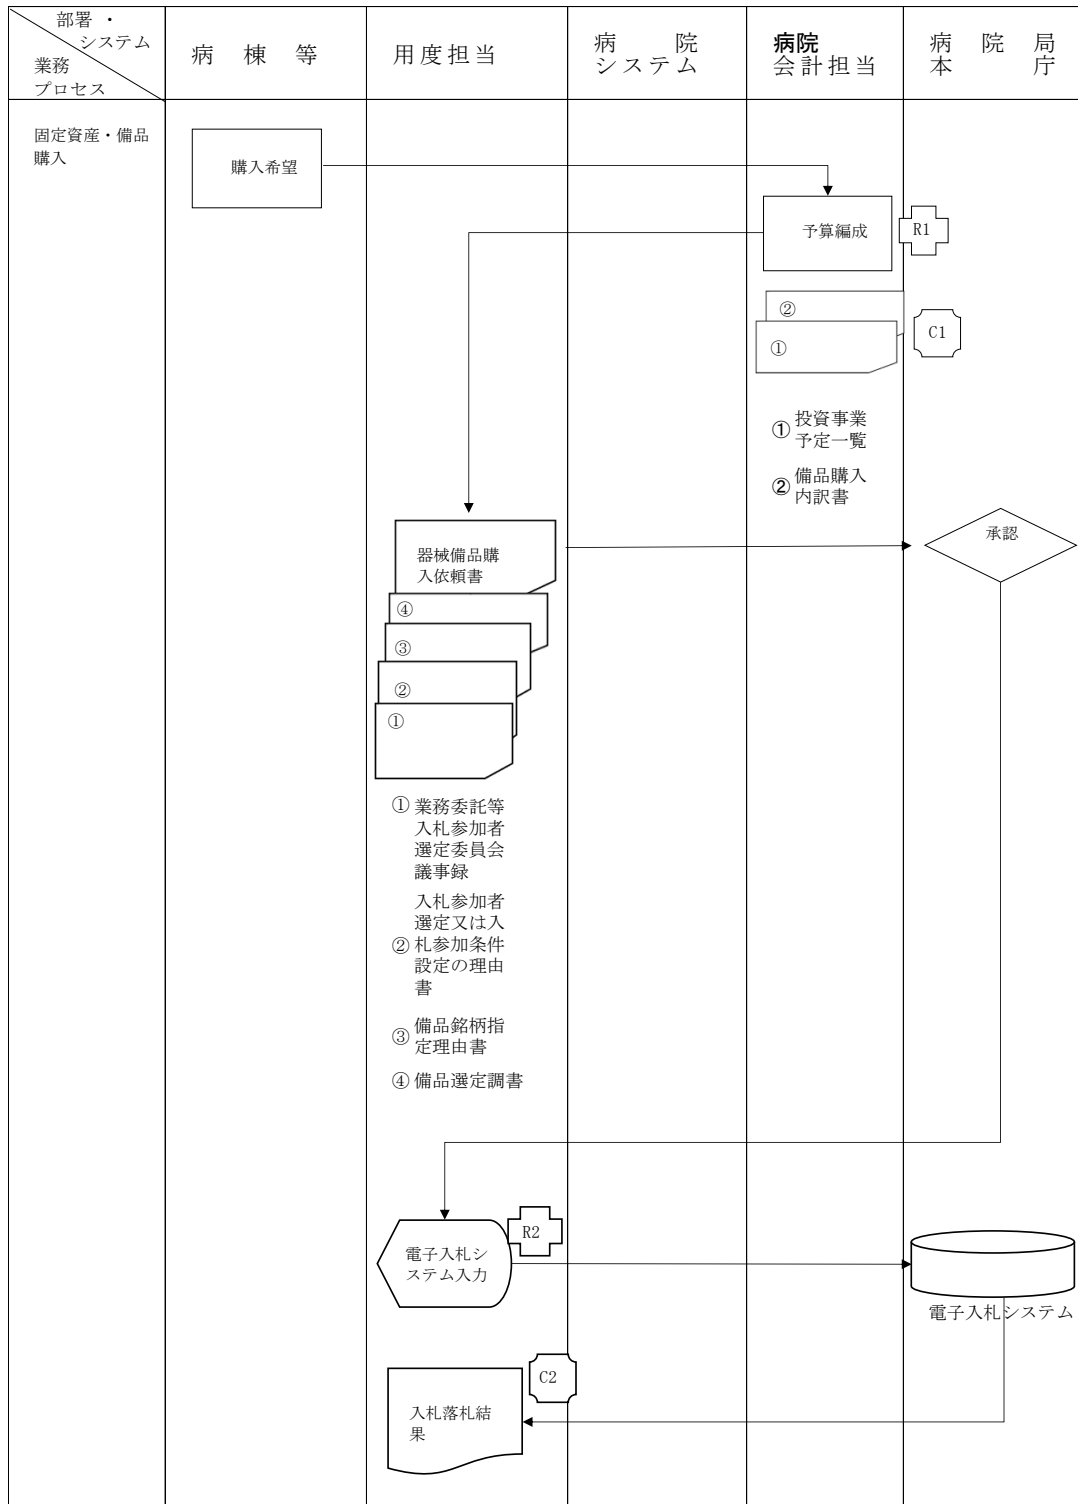 部署 ・
システム
業務
プロセス
病 棟 等
用度担当
病 院
システム
病院
会計担当
病 院 局
本 庁
固定資産・備品
購入
購入希望
予算編成
R1
②
①
C1
① 投資事業
予定一覧
② 備品購入
内訳書
器械備品購
入依頼書
承認
④
③
②
①
① 業務委託等
入札参加者
選定委員会
議事録
入札参加者
選定又は入
② 札参加条件
設定の理由
書
③ 備品銘柄指
定理由書
④ 備品選定調書
R2
電子入札シ
ステム入力
電子入札システム
C2
入札落札結
果